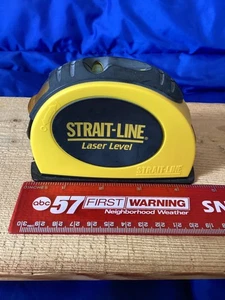 STRAIT-LINE®
Laser Level
STRAIT-LINE
abc 57 FIRST WARNING
Neighborhood Weather
SN